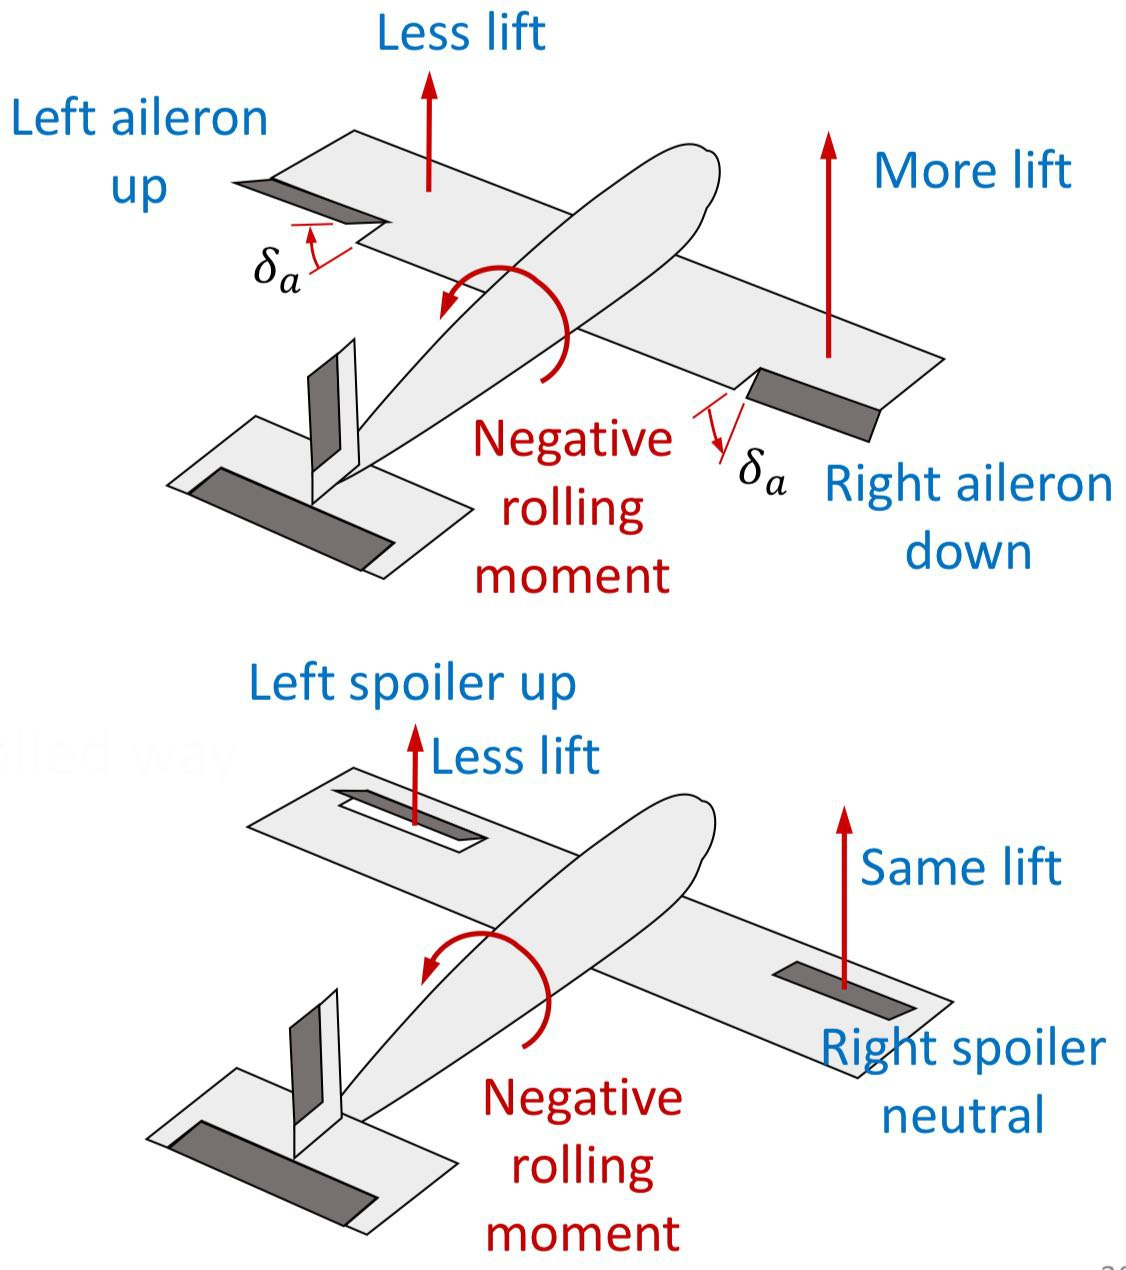 Less lift
Left aileron
up
More lift
δₐ
Negative
rolling
moment
δₐ
Right aileron
down
Left spoiler up
Less lift
Same lift
Right spoiler
neutral
Negative
rolling
moment